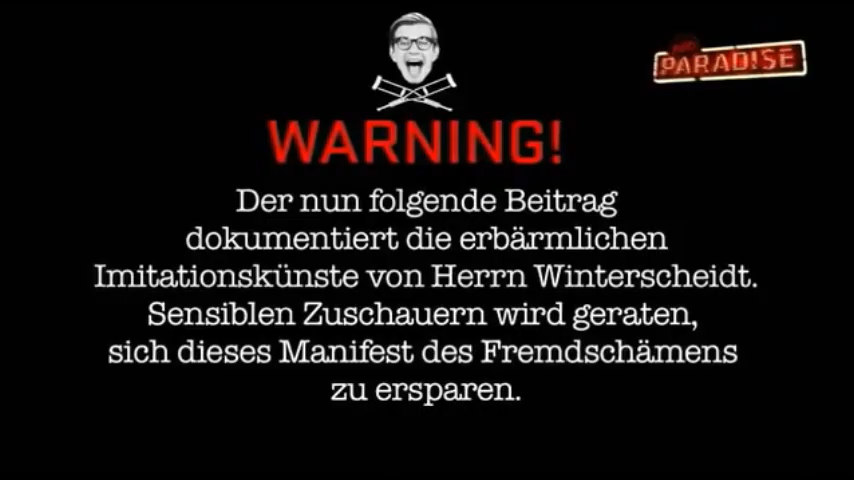 PARADISE
WARNING!
Der nun folgende Beitrag
dokumentiert die erbärmlichen
Imitationskünste von Herrn Winterscheidt.
Sensiblen Zuschauern wird geraten,
sich dieses Manifest des Fremdschämens
zu ersparen.